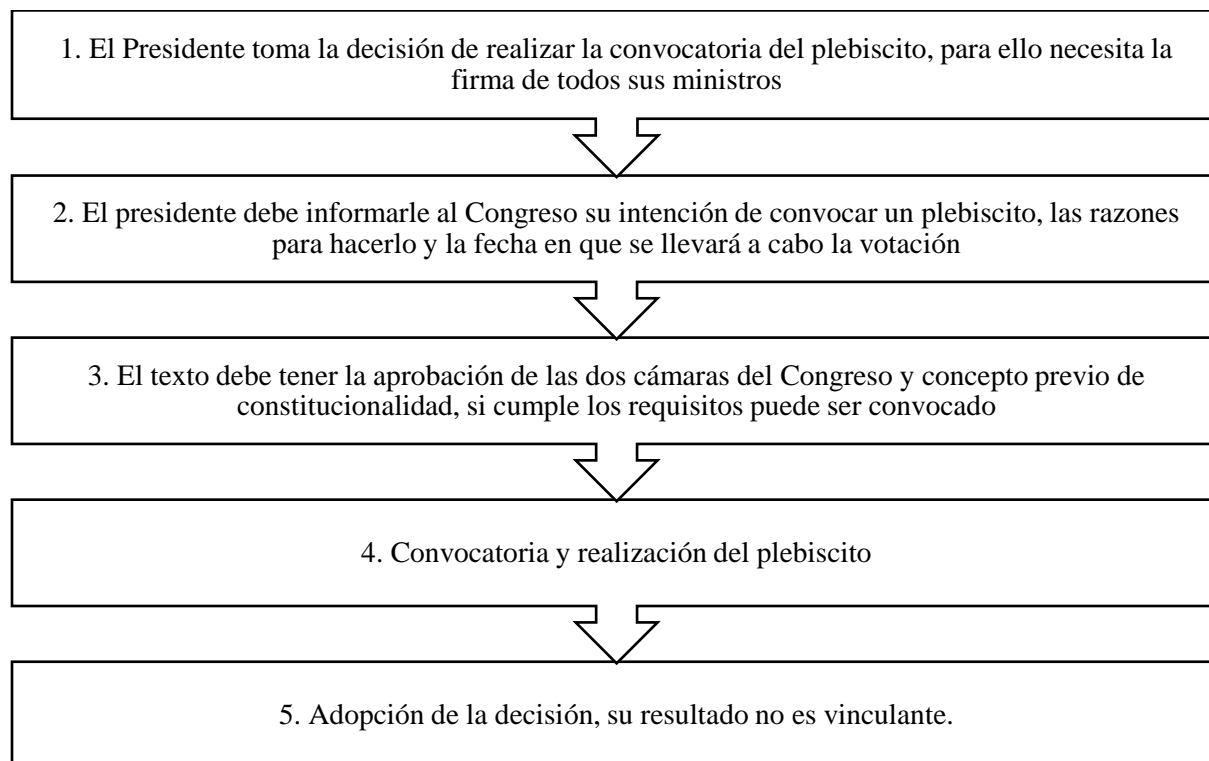 1. El Presidente toma la decisión de realizar la convocatoria del plebiscito, para ello necesita la
firma de todos sus ministros
2. El presidente debe informarle al Congreso su intención de convocar un plebiscito, las razones
para hacerlo y la fecha en que se llevará a cabo la votación
3. El texto debe tener la aprobación de las dos cámaras del Congreso y concepto previo de
constitucionalidad, si cumple los requisitos puede ser convocado
4. Convocatoria y realización del plebiscito
5. Adopción de la decisión, su resultado no es vinculante.